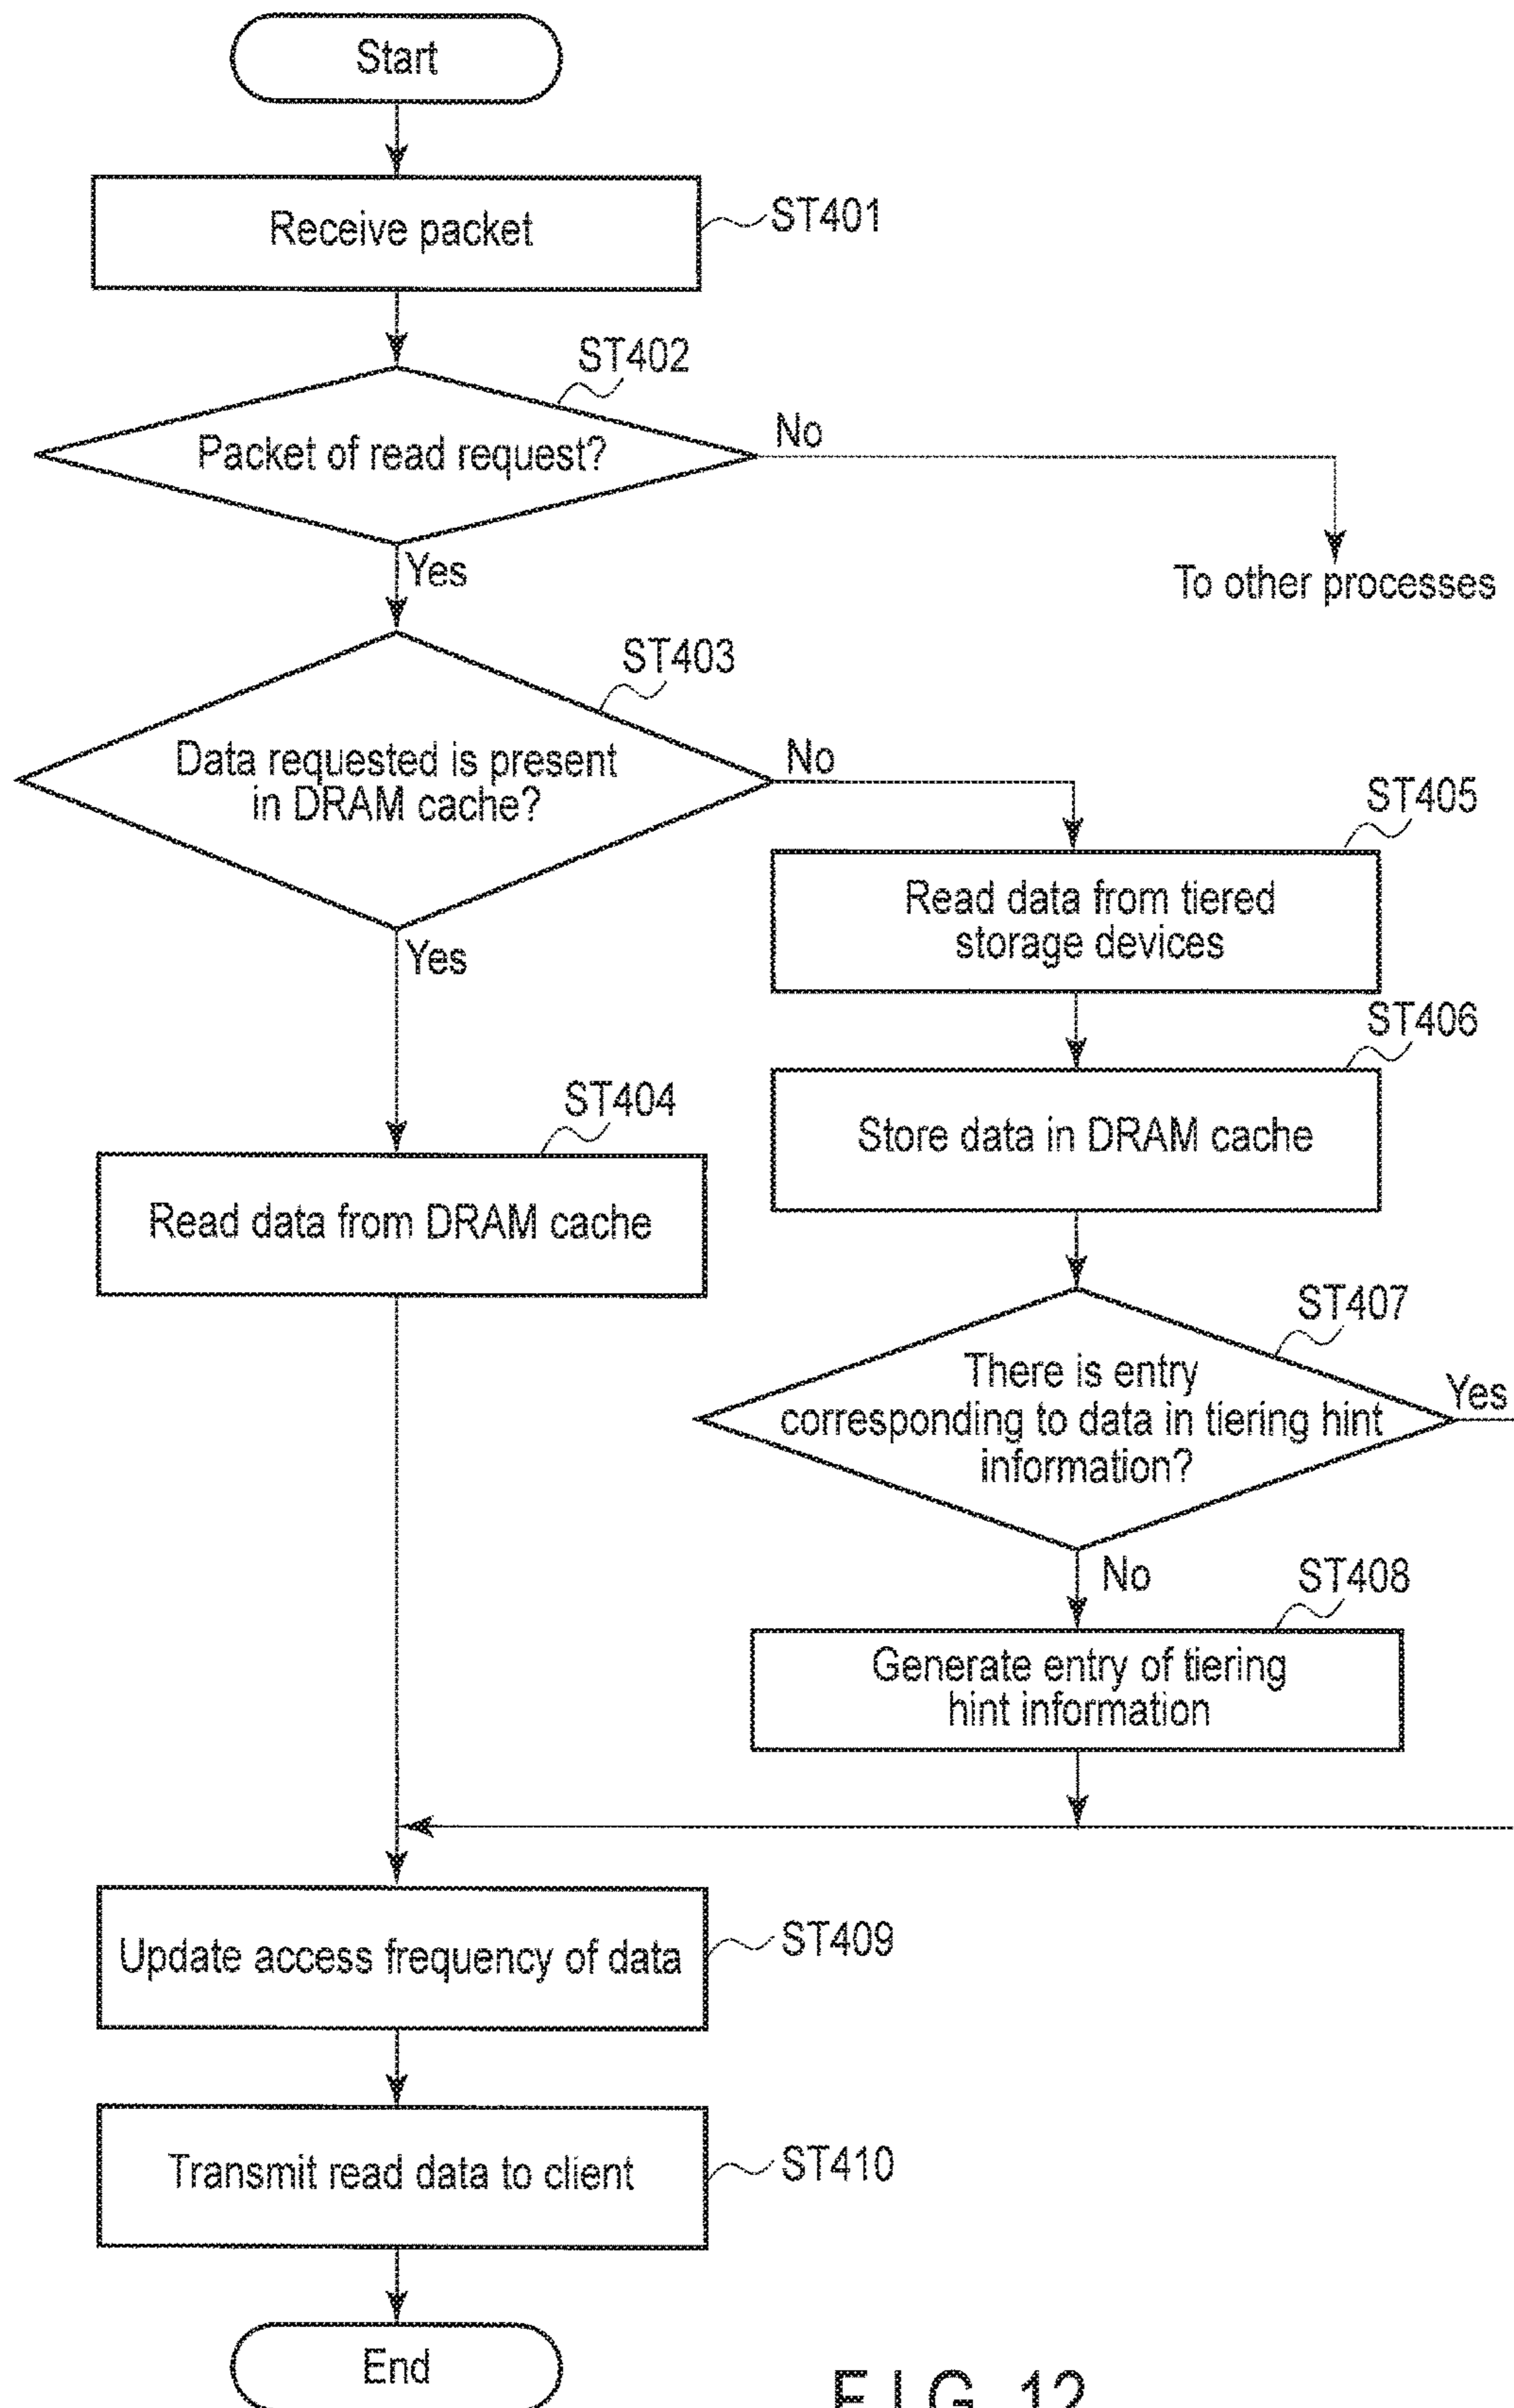 Start
Receive packet
ST401
ST402
Packet of read request?
No
Yes
To other processes
ST403
Data requested is present
in DRAM cache?
No
Yes
ST405
Read data from tiered
storage devices
ST406
Store data in DRAM cache
ST404
Read data from DRAM cache
ST407
There is entry
corresponding to data in tiering hint
information?
Yes
No
ST408
Generate entry of tiering
hint information
Update access frequency of data
ST409
Transmit read data to client
ST410
End
FIG. 12